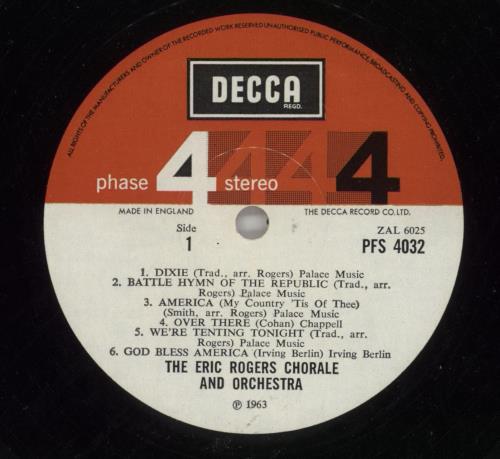 ALL RIGHTS OF THE MANUFACTURERS AND OWNER OF THE RECORDED WORK RESERVED UNAUTHORISED PUBLIC PERFORMANCE, BROADCASTING AND COPYING PROHIBITED
DECCA
REGD.
phase 4 stereo 4 4 4
MADE IN ENGLAND THE DECCA RECORD CO. LTD.
Side ZAL 6025
1 PFS 4032
1. DIXIE (Trad., arr. Rogers) Palace Music
2. BATTLE HYMN OF THE REPUBLIC (Trad., arr.
Rogers) Palace Music
3. AMERICA (My Country 'Tis Of Thee)
(Smith, arr. Rogers) Palace Music
4. OVER THERE (Cohan) Chappell
5. WE'RE TENTING TONIGHT (Trad., arr.
Rogers) Palace Music
6. GOD BLESS AMERICA (Irving Berlin) Irving Berlin
THE ERIC ROGERS CHORALE
AND ORCHESTRA
℗ 1963